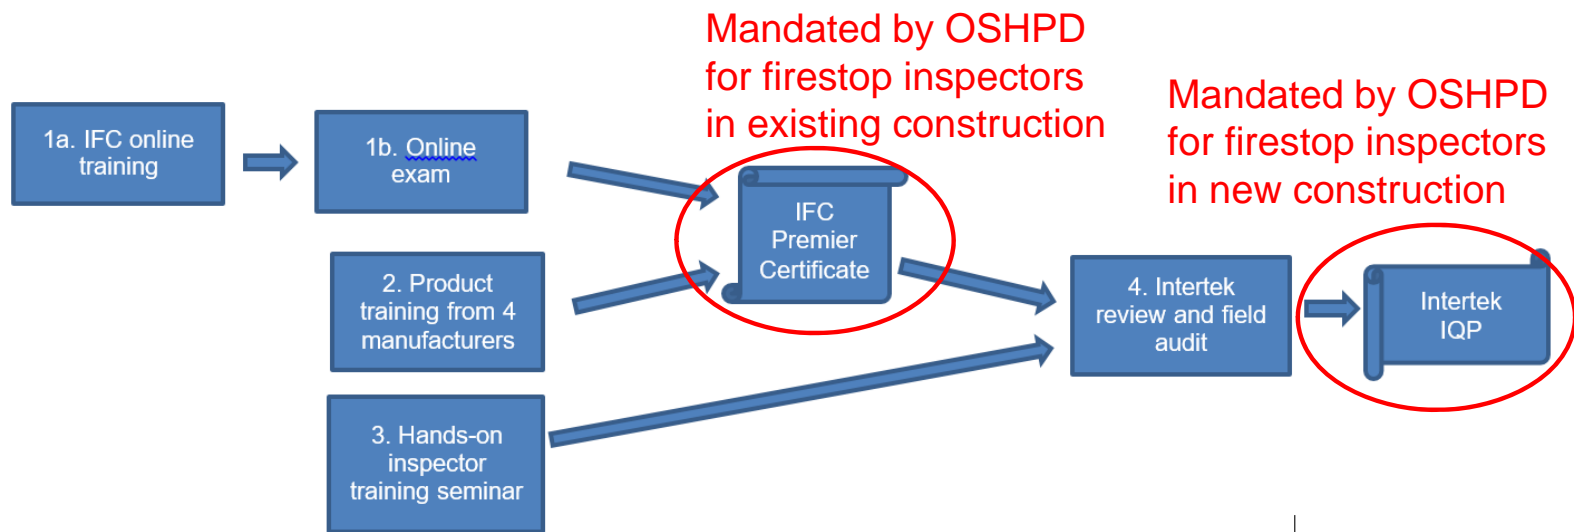 Mandated by OSHPD
for firestop inspectors
in existing construction
Mandated by OSHPD
for firestop inspectors
in new construction
1a. IFC online
training
1b. Online
exam
IFC
Premier
Certificate
2. Product
training from 4
manufacturers
4. Intertek
review and field
audit
Intertek
IQP
3. Hands-on
inspector
training seminar